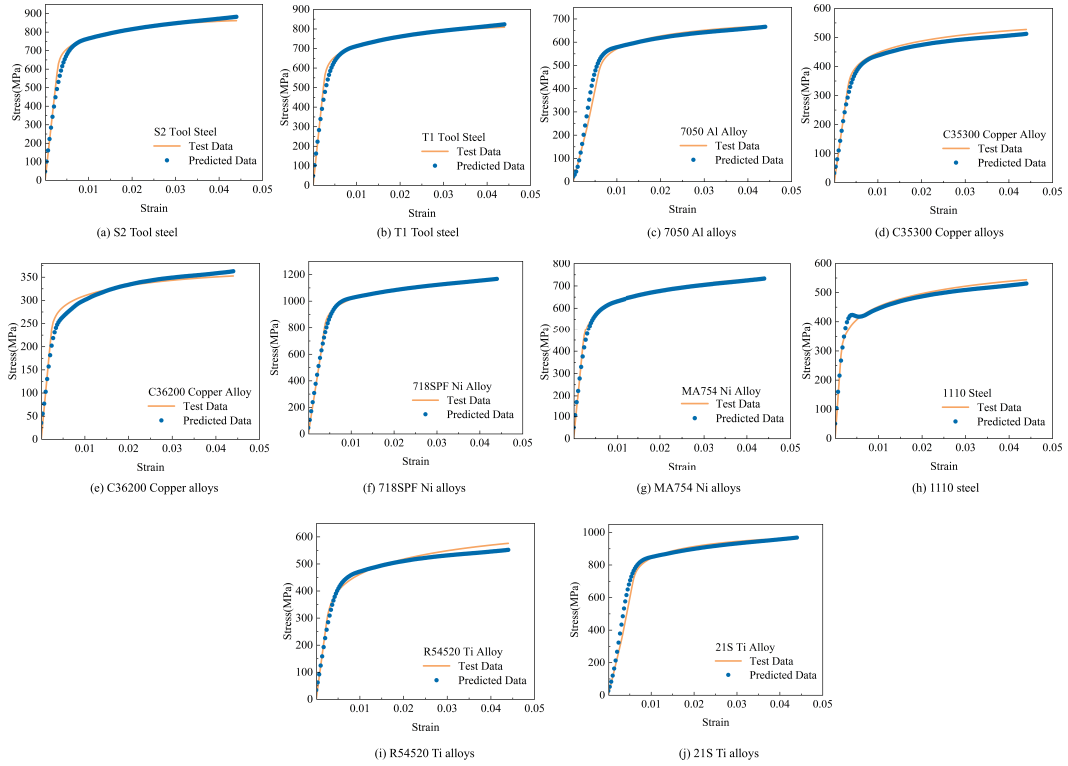 900
800
700
600
500
400
300
200
100
0
0.01
0.02
0.03
0.04
0.05
Stress(MPa)
Strain
S2 Tool Steel
Test Data
Predicted Data
(a) S2 Tool steel
900
800
700
600
500
400
300
200
100
0
0.01
0.02
0.03
0.04
0.05
Stress(MPa)
Strain
T1 Tool Steel
Test Data
Predicted Data
(b) T1 Tool steel
700
600
500
400
300
200
100
0
0.01
0.02
0.03
0.04
0.05
Stress(MPa)
Strain
7050 Al Alloy
Test Data
Predicted Data
(c) 7050 Al alloys
600
500
400
300
200
100
0
0.01
0.02
0.03
0.04
0.05
Stress(MPa)
Strain
C35300 Copper Alloy
Test Data
Predicted Data
(d) C35300 Copper alloys
350
300
250
200
150
100
50
0
0.01
0.02
0.03
0.04
0.05
Stress(MPa)
Strain
C36200 Copper Alloy
Test Data
Predicted Data
(e) C36200 Copper alloys
1200
1000
800
600
400
200
0
0.01
0.02
0.03
0.04
0.05
Stress(MPa)
Strain
718SPF Ni Alloy
Test Data
Predicted Data
(f) 718SPF Ni alloys
800
700
600
500
400
300
200
100
0
0.01
0.02
0.03
0.04
0.05
Stress(MPa)
Strain
MA754 Ni Alloy
Test Data
Predicted Data
(g) MA754 Ni alloys
600
500
400
300
200
100
0
0.01
0.02
0.03
0.04
0.05
Stress(MPa)
Strain
1110 Steel
Test Data
Predicted Data
(h) 1110 steel
600
500
400
300
200
100
0
0.01
0.02
0.03
0.04
0.05
Stress(MPa)
Strain
R54520 Ti Alloy
Test Data
Predicted Data
(i) R54520 Ti alloys
1000
800
600
400
200
0
0.01
0.02
0.03
0.04
0.05
Stress(MPa)
Strain
21S Ti Alloy
Test Data
Predicted Data
(j) 21S Ti alloys